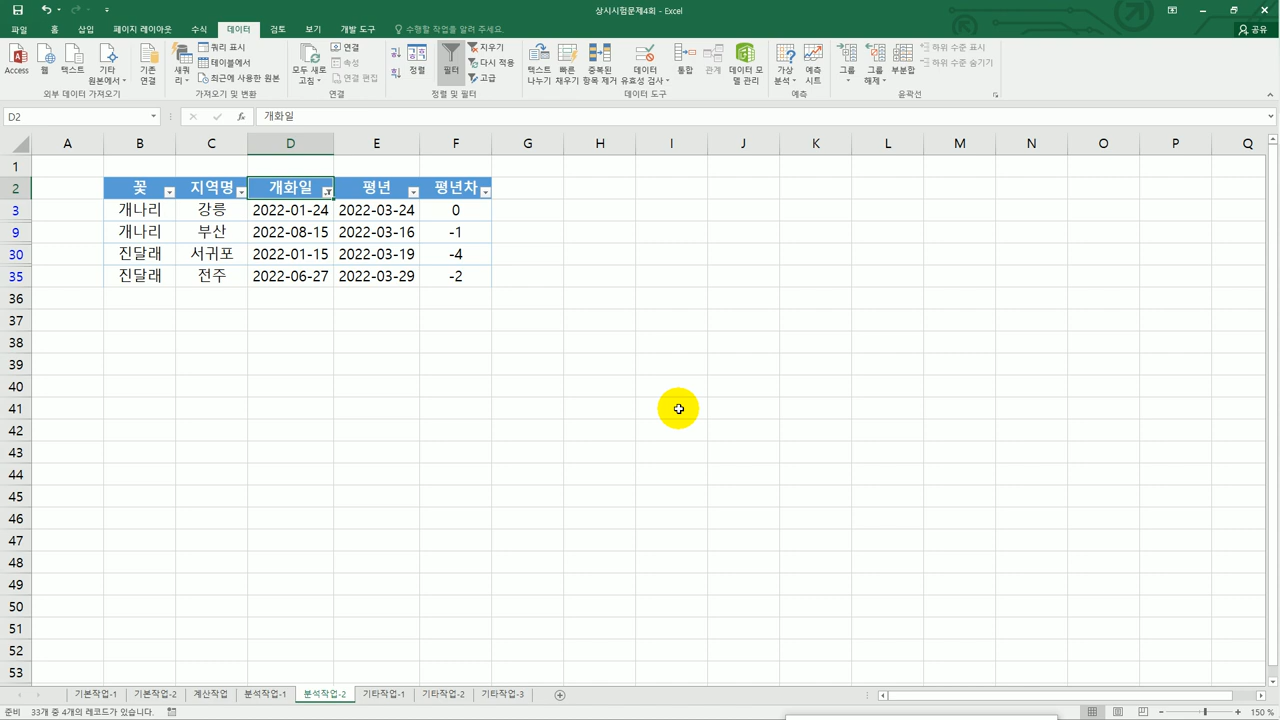 상시시험문제4회 - Excel
파일 홈 삽입 페이지 레이아웃 수식 데이터 검토 보기 개발 도구 수행할 작업을 알려 주세요. 공유
Access 웹 텍스트 기타 원본에서 기존 연결 새쿼리 쿼리 표시 테이블에서 최근에 사용한 원본 모두 새로 고침 연결 속성 연결 편집 정렬 필터 지우기 다시 적용 고급 텍스트 나누기 빠른 채우기 중복된 항목 제거 데이터 유효성 검사 통합 관계 데이터 모델 관리 가상 분석 예측 시트 그룹 그룹 해제 부분합 하위 수준 표시 하위 수준 숨기기
외부 데이터 가져오기 가져오기 및 변환 연결 정렬 및 필터 데이터 도구 예측 윤곽선
D2 fx 개화일
A B C D E F G H I J K L M N O P Q
1
2 꽃 지역명 개화일 평년 평년차
3 개나리 강릉 2022-01-24 2022-03-24 0
9 개나리 부산 2022-08-15 2022-03-16 -1
30 진달래 서귀포 2022-01-15 2022-03-19 -4
35 진달래 전주 2022-06-27 2022-03-29 -2
36
37
38
39
40
41
42
43
44
45
46
47
48
49
50
51
52
53
기본작업-1 기본작업-2 계산작업 분석작업-1 분석작업-2 기타작업-1 기타작업-2 기타작업-3
준비 33개 중 4개의 레코드가 있습니다. 150 %